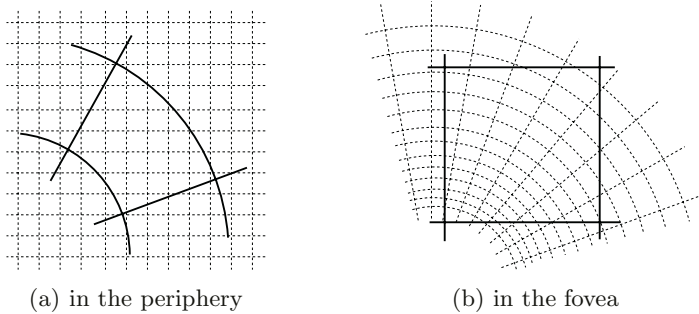 (a) in the periphery
(b) in the fovea